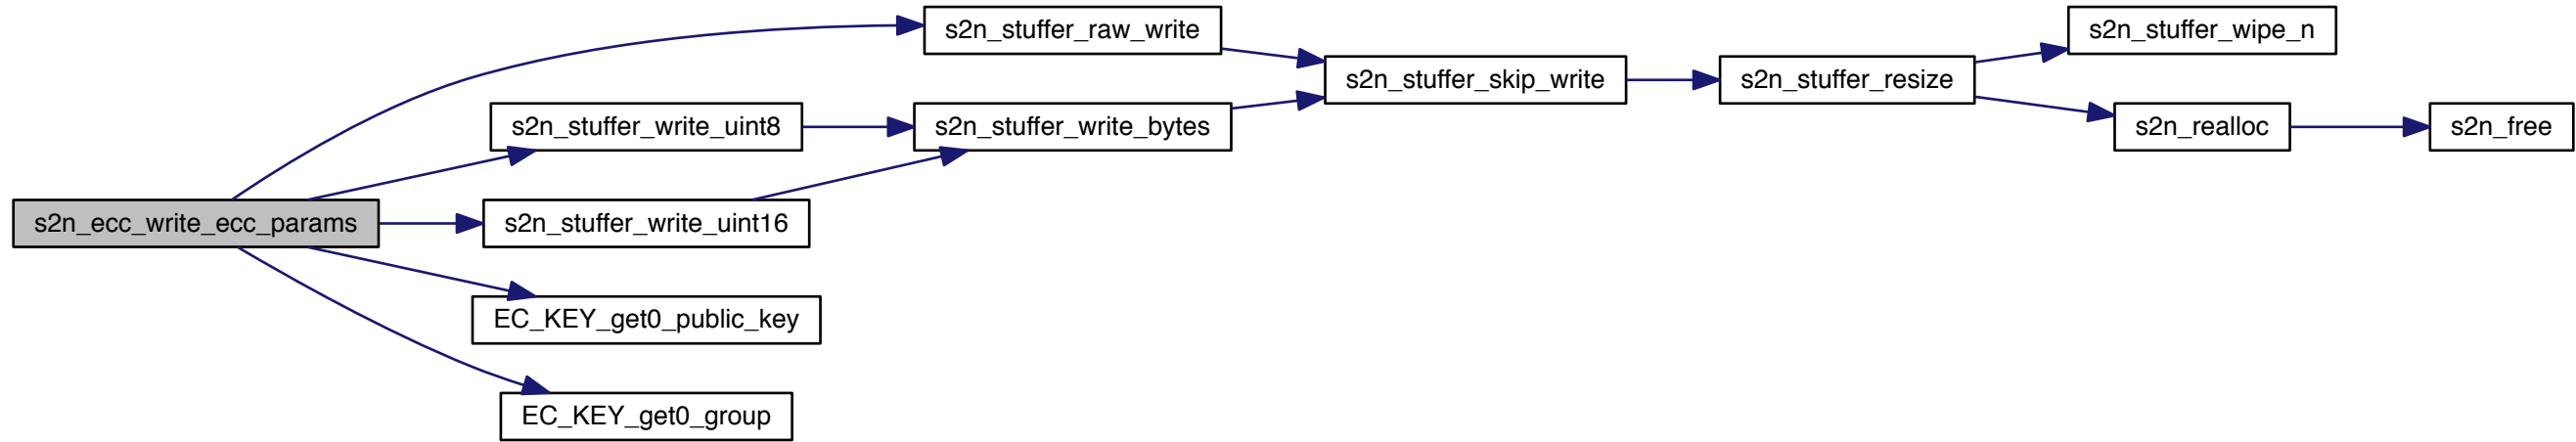 s2n_stuffer_raw_write
s2n_stuffer_wipe_n
s2n_stuffer_skip_write
s2n_stuffer_resize
s2n_stuffer_write_uint8
s2n_stuffer_write_bytes
s2n_realloc
s2n_free
s2n_ecc_write_ecc_params
s2n_stuffer_write_uint16
EC_KEY_get0_public_key
EC_KEY_get0_group